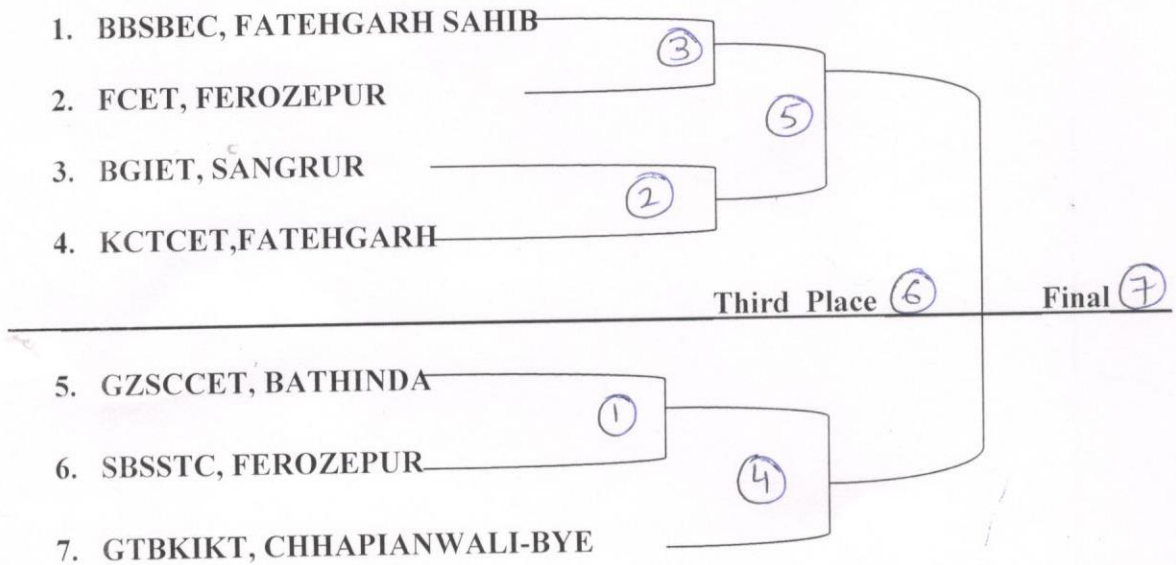 1. BBSBEC, FATEHGARH SAHIB
3
2. FCET, FEROZEPUR
5
3. BGIET, SANGRUR
2
4. KCTCET,FATEHGARH
Third Place 6 Final 7
5. GZSCCET, BATHINDA
1
6. SBSSTC, FEROZEPUR
4
7. GTBKIKT, CHHAPIANWALI-BYE